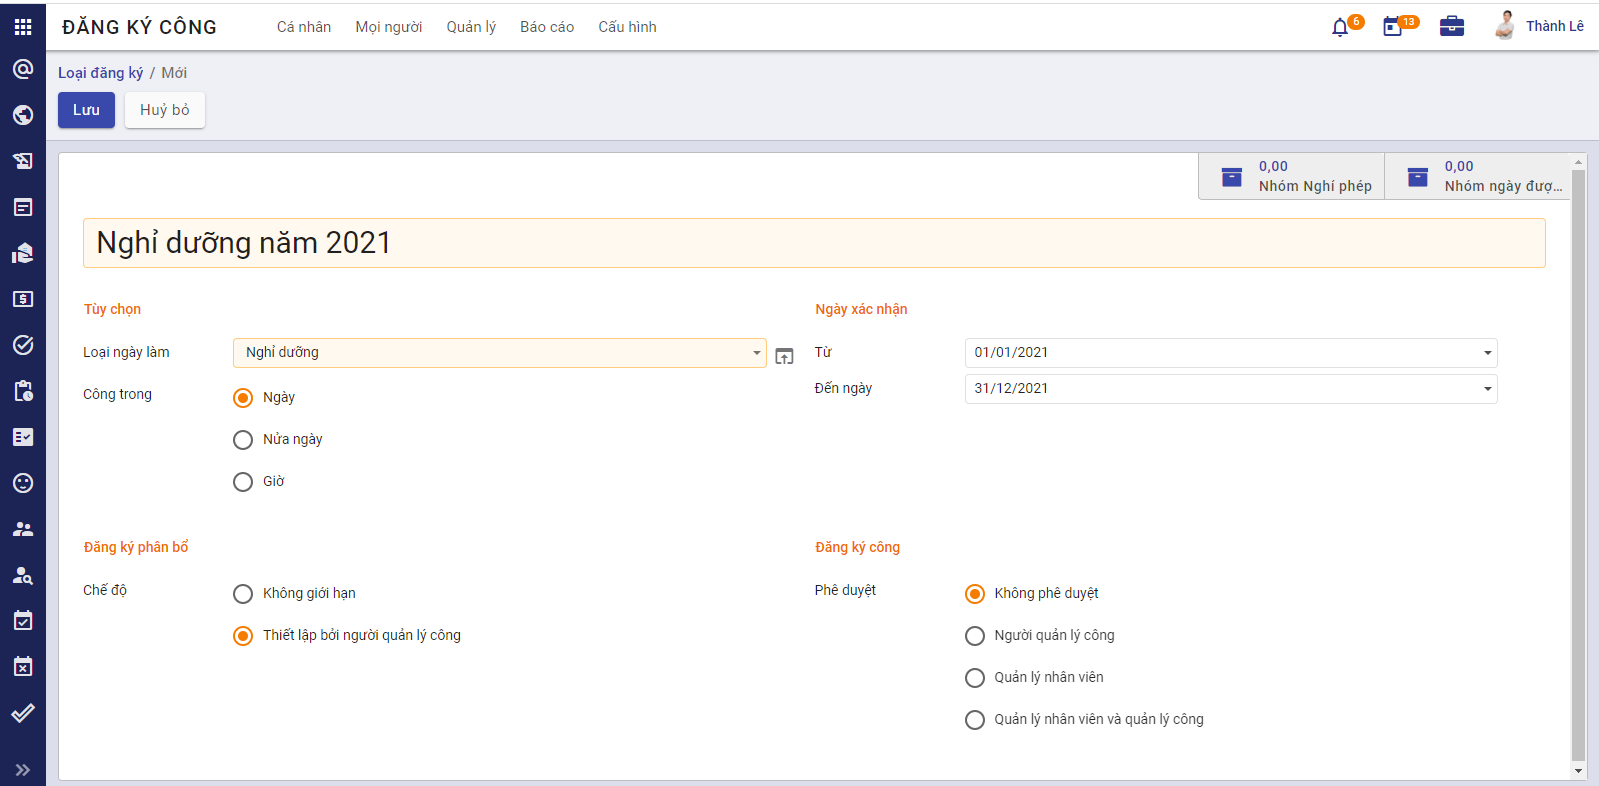 ĐĂNG KÝ CÔNG
Cá nhân Mọi người Quản lý Báo cáo Cấu hình
6
13
Thành Lê
Loại đăng ký / Mới
Lưu Huỷ bỏ
0,00
Nhóm Nghỉ phép
0,00
Nhóm ngày đượ...
Nghỉ dưỡng năm 2021
Tùy chọn
Loại ngày làm Nghỉ dưỡng
Công trong Ngày
Nửa ngày
Giờ
Ngày xác nhận
Từ 01/01/2021
Đến ngày 31/12/2021
Đăng ký phân bổ
Chế độ Không giới hạn
Thiết lập bởi người quản lý công
Đăng ký công
Phê duyệt Không phê duyệt
Người quản lý công
Quản lý nhân viên
Quản lý nhân viên và quản lý công